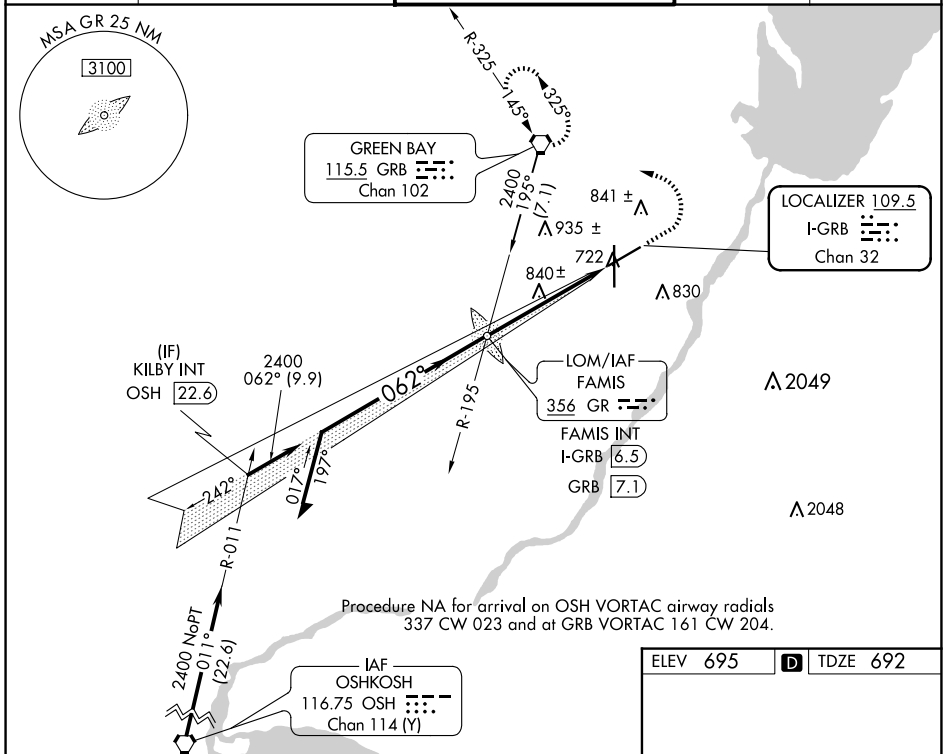 MSA GR 25 NM
3100
R-325
145°
325°
GREEN BAY
115.5 GRB
Chan 102
2400
195°
(7.1)
841 ±
935 ±
722
840±
830
LOCALIZER 109.5
I-GRB
Chan 32
(IF)
KILBY INT
OSH 22.6
2400
062° (9.9)
062°
R-195
LOM/IAF
FAMIS
356 GR
FAMIS INT
I-GRB 6.5
GRB 7.1
2049
242°
017°
197°
2048
R-011
2400 NoPT
011°
(22.6)
Procedure NA for arrival on OSH VORTAC airway radials
337 CW 023 and at GRB VORTAC 161 CW 204.
IAF
OSHKOSH
116.75 OSH
Chan 114 (Y)
ELEV 695 D TDZE 692